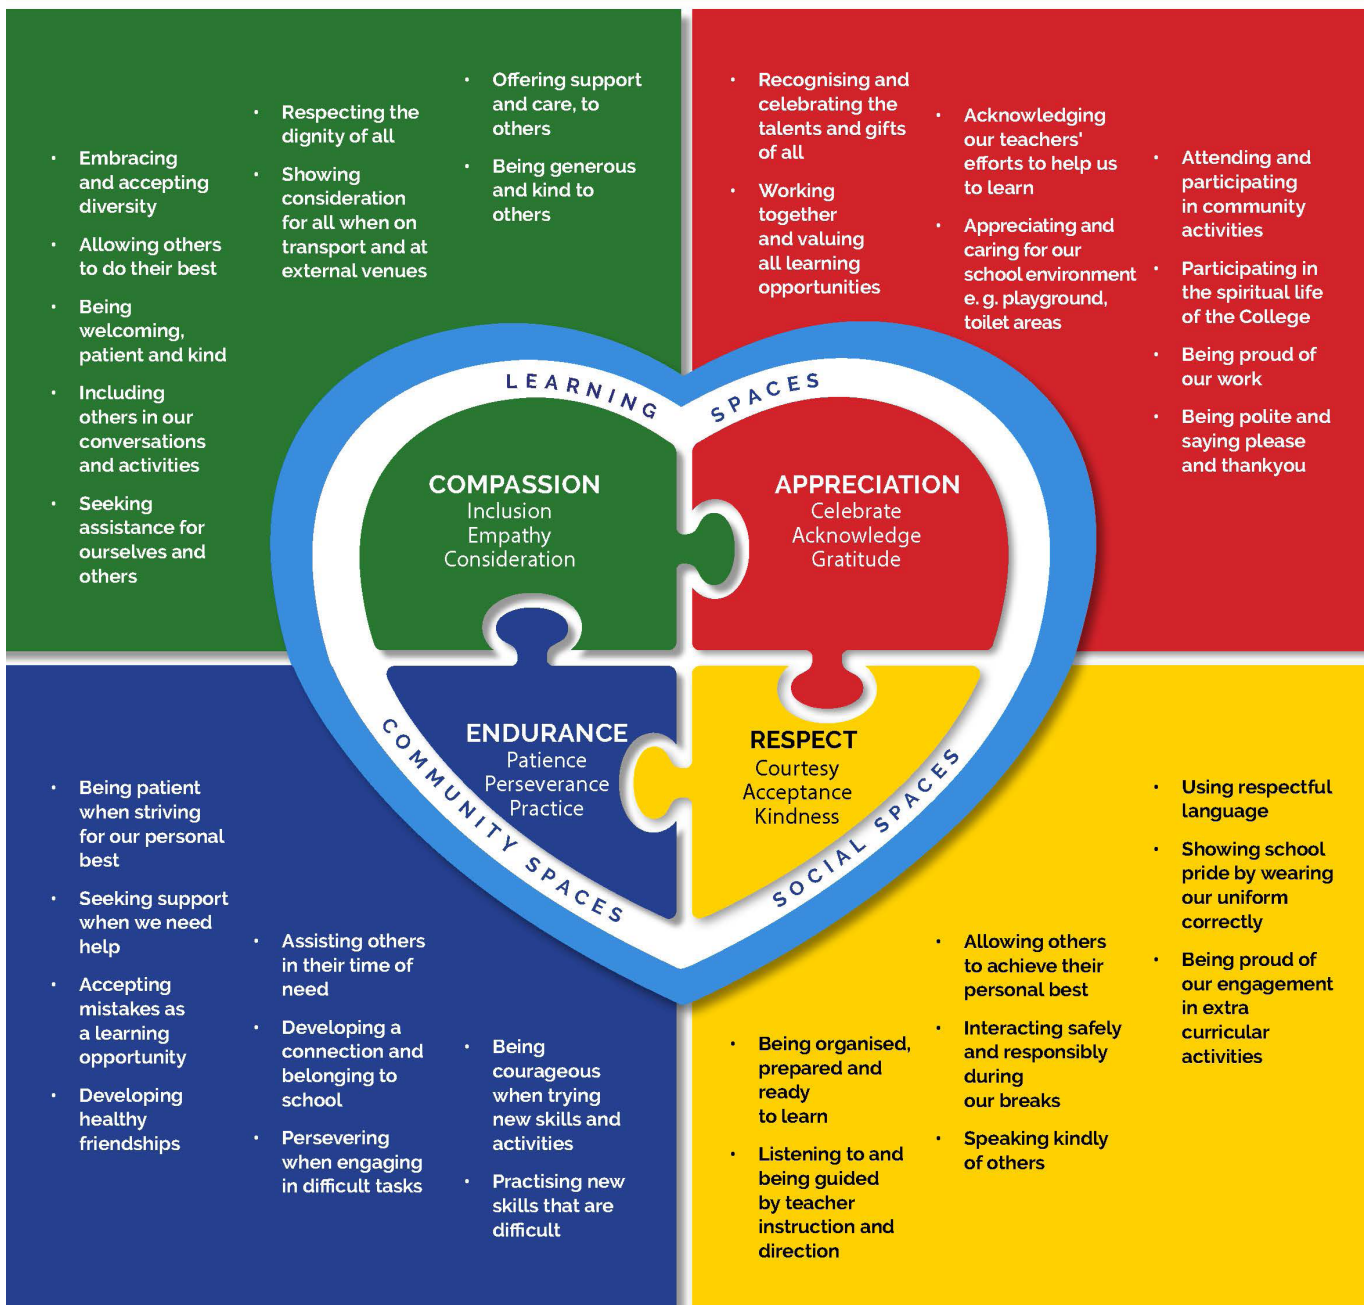 Embracing
and accepting
diversity
Allowing others
to do their best
Being
welcoming,
patient and kind
Including
others in our
conversations
and activities
Seeking
assistance for
ourselves and
others
Respecting the
dignity of all
Showing
consideration
for all when on
transport and at
external venues
Offering support
and care, to
others
Being generous
and kind to
others
Recognising and
celebrating the
talents and gifts
of all
Working
together
and valuing
all learning
opportunities
Acknowledging
our teachers'
efforts to help us
to learn
Appreciating and
caring for our
school environment
e. g. playground,
toilet areas
Attending and
participating
in community
activities
Participating in
the spiritual life
of the College
Being proud of
our work
Being polite and
saying please
and thankyou
LEARNING SPACES
COMPASSION
Inclusion
Empathy
Consideration
APPRECIATION
Celebrate
Acknowledge
Gratitude
ENDURANCE
Patience
Perseverance
Practice
RESPECT
Courtesy
Acceptance
Kindness
COMMUNITY SPACES
SOCIAL SPACES
Being patient
when striving
for our personal
best
Seeking support
when we need
help
Accepting
mistakes as
a learning
opportunity
Developing
healthy
friendships
Assisting others
in their time of
need
Developing a
connection and
belonging to
school
Persevering
when engaging
in difficult tasks
Being
courageous
when trying
new skills and
activities
Practising new
skills that are
difficult
Being organised,
prepared and
ready
to learn
Listening to and
being guided
by teacher
instruction and
direction
Allowing others
to achieve their
personal best
Interacting safely
and responsibly
during
our breaks
Speaking kindly
of others
Using respectful
language
Showing school
pride by wearing
our uniform
correctly
Being proud of
our engagement
in extra
curricular
activities